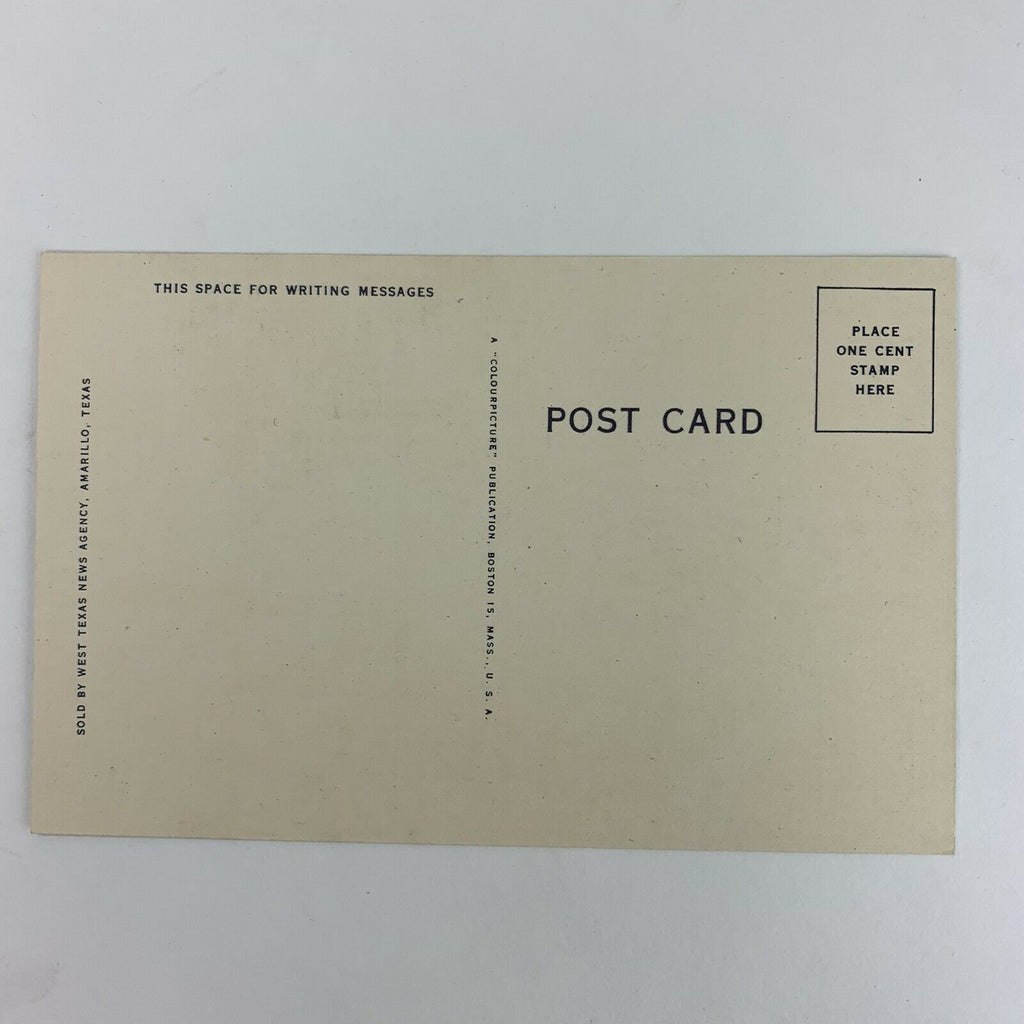 THIS SPACE FOR WRITING MESSAGES
SOLD BY WEST TEXAS NEWS AGENCY, AMARILLO, TEXAS
A "COLOURPICTURE" PUBLICATION, BOSTON 15, MASS., U. S. A.
POST CARD
PLACE
ONE CENT
STAMP
HERE